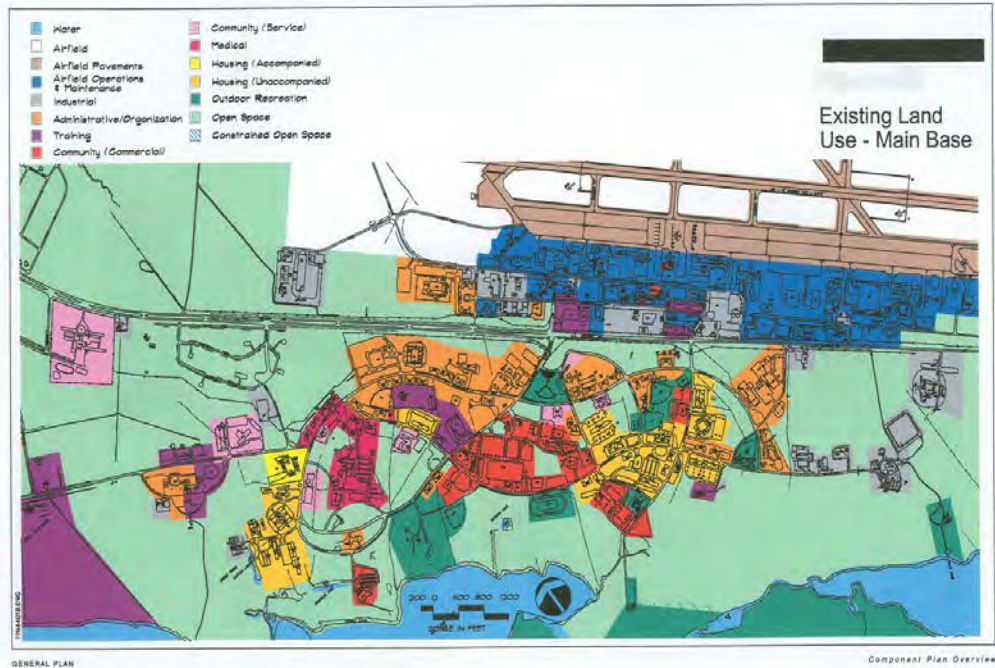 Water
Airfield
Airfield Pavements
Airfield Operations
& Maintenance
Industrial
Administrative/Organization
Training
Community (Commercial)
Community (Service)
Medical
Housing (Accompanied)
Housing (Unaccompanied)
Outdoor Recreation
Open Space
Constrained Open Space
Existing Land
Use - Main Base
SCALE IN FEET
GENERAL PLAN
Component Plan Overview